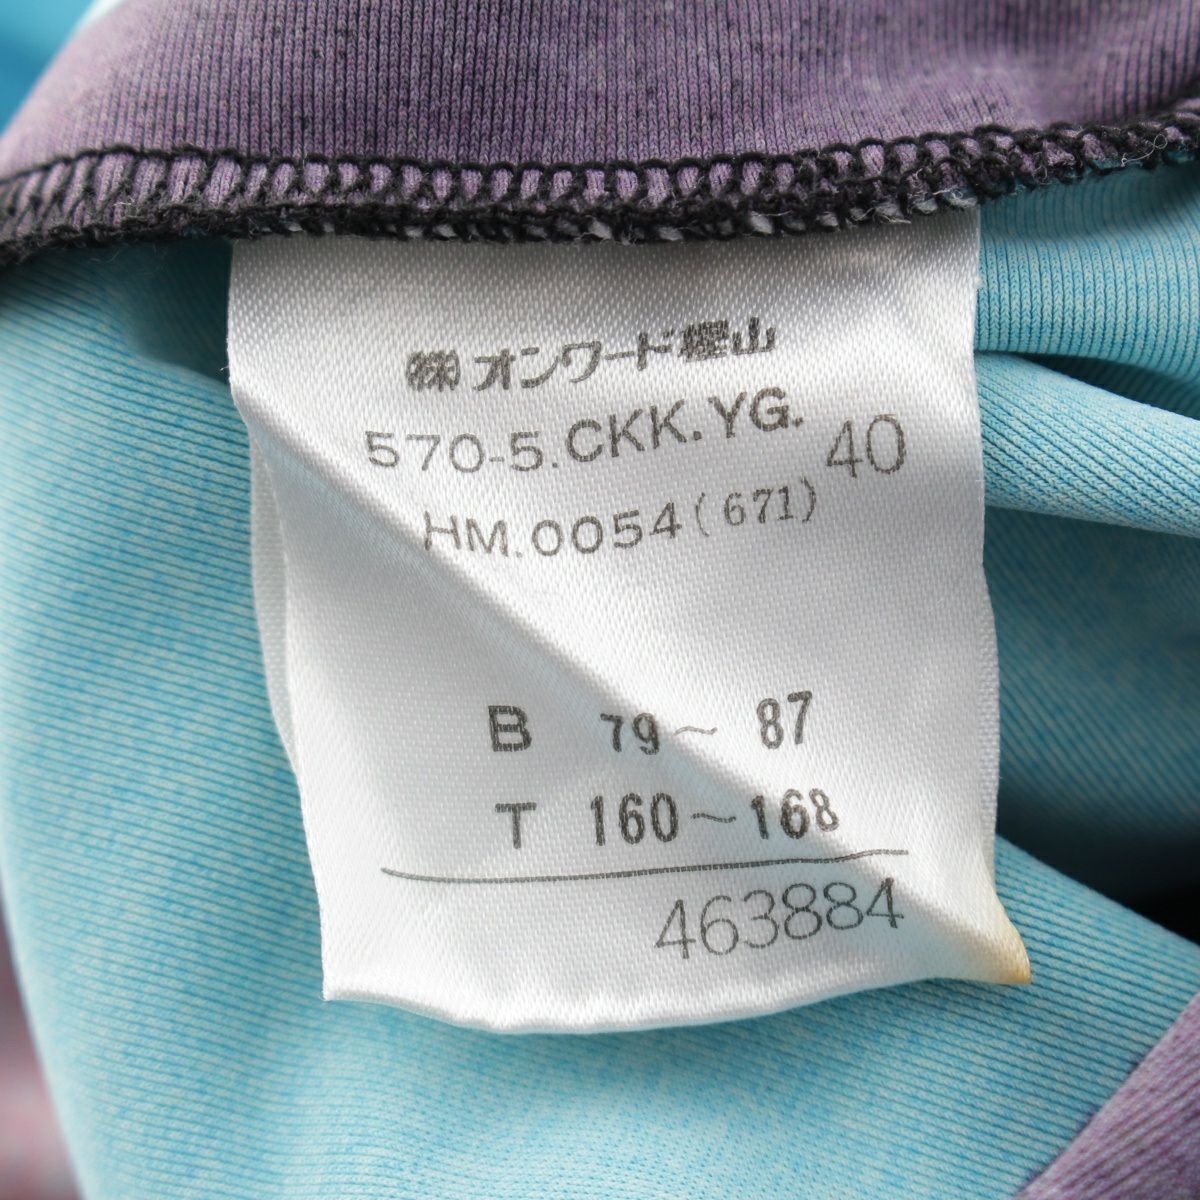 ㈱オンワード樫山
570-5.CKK.YG. 40
HM.0054(671)
B 79～87
T 160～168
463884